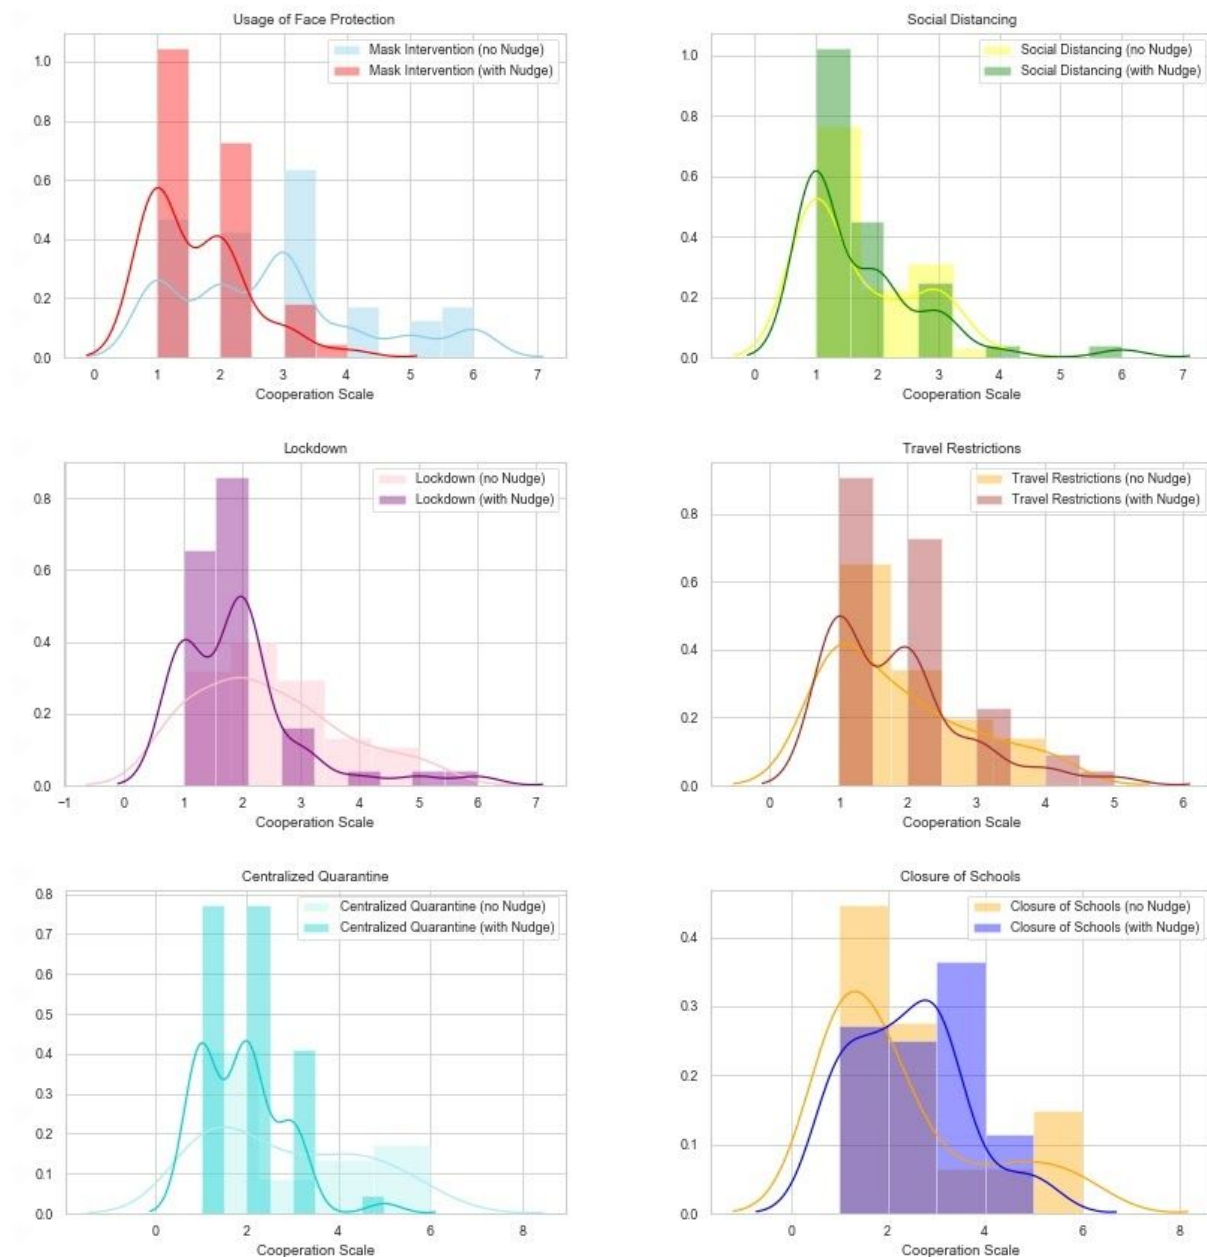 Usage of Face Protection
Mask Intervention (no Nudge)
Mask Intervention (with Nudge)
1.0
0.8
0.6
0.4
0.2
0.0
0 1 2 3 4 5 6 7
Cooperation Scale
Social Distancing
Social Distancing (no Nudge)
Social Distancing (with Nudge)
1.0
0.8
0.6
0.4
0.2
0.0
0 1 2 3 4 5 6 7
Cooperation Scale
Lockdown
Lockdown (no Nudge)
Lockdown (with Nudge)
0.8
0.6
0.4
0.2
0.0
−1 0 1 2 3 4 5 6 7
Cooperation Scale
Travel Restrictions
Travel Restrictions (no Nudge)
Travel Restrictions (with Nudge)
0.8
0.6
0.4
0.2
0.0
0 1 2 3 4 5 6
Cooperation Scale
Centralized Quarantine
Centralized Quarantine (no Nudge)
Centralized Quarantine (with Nudge)
0.8
0.7
0.6
0.5
0.4
0.3
0.2
0.1
0.0
0 2 4 6 8
Cooperation Scale
Closure of Schools
Closure of Schools (no Nudge)
Closure of Schools (with Nudge)
0.4
0.3
0.2
0.1
0.0
0 2 4 6 8
Cooperation Scale